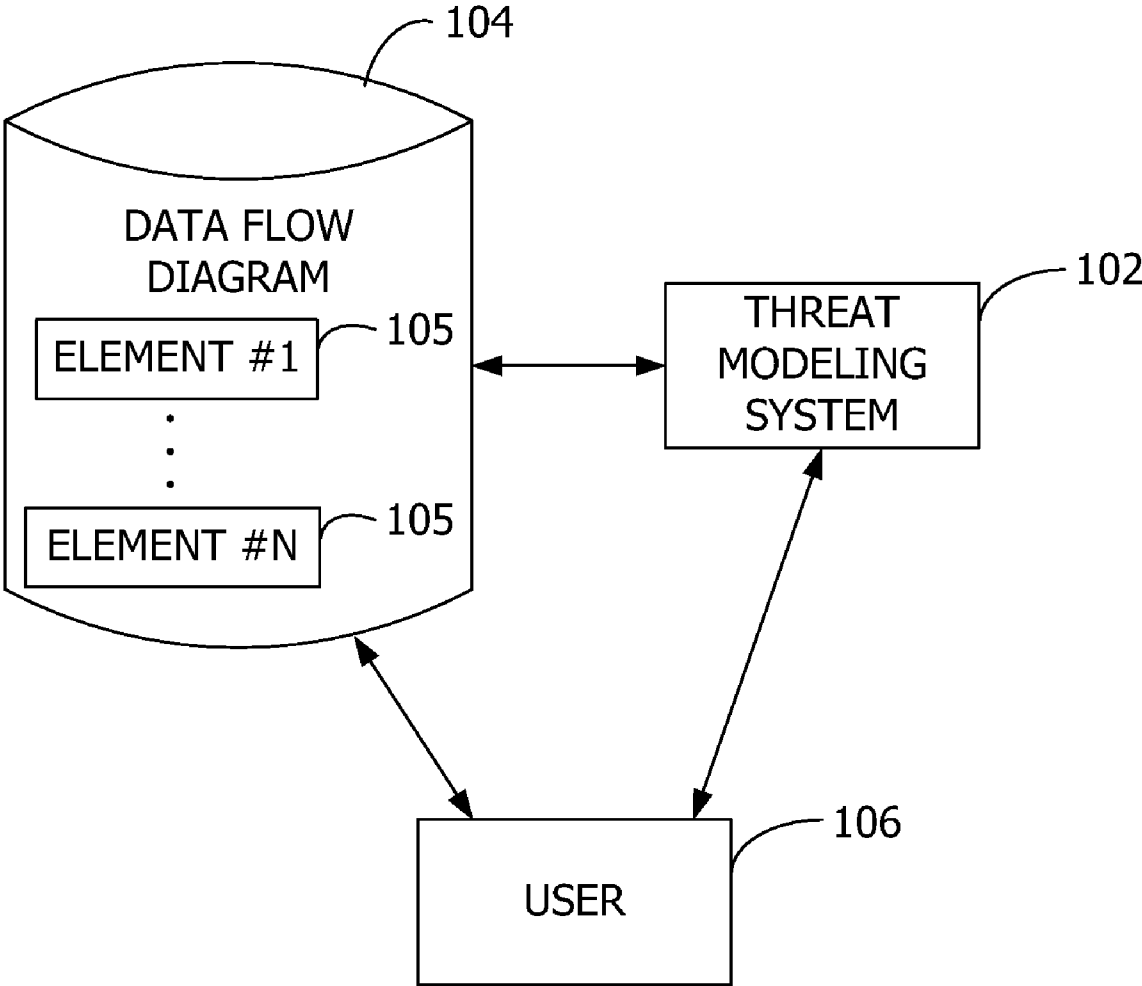 104
DATA FLOW
DIAGRAM
ELEMENT #1
105
ELEMENT #N
105
102
THREAT
MODELING
SYSTEM
106
USER